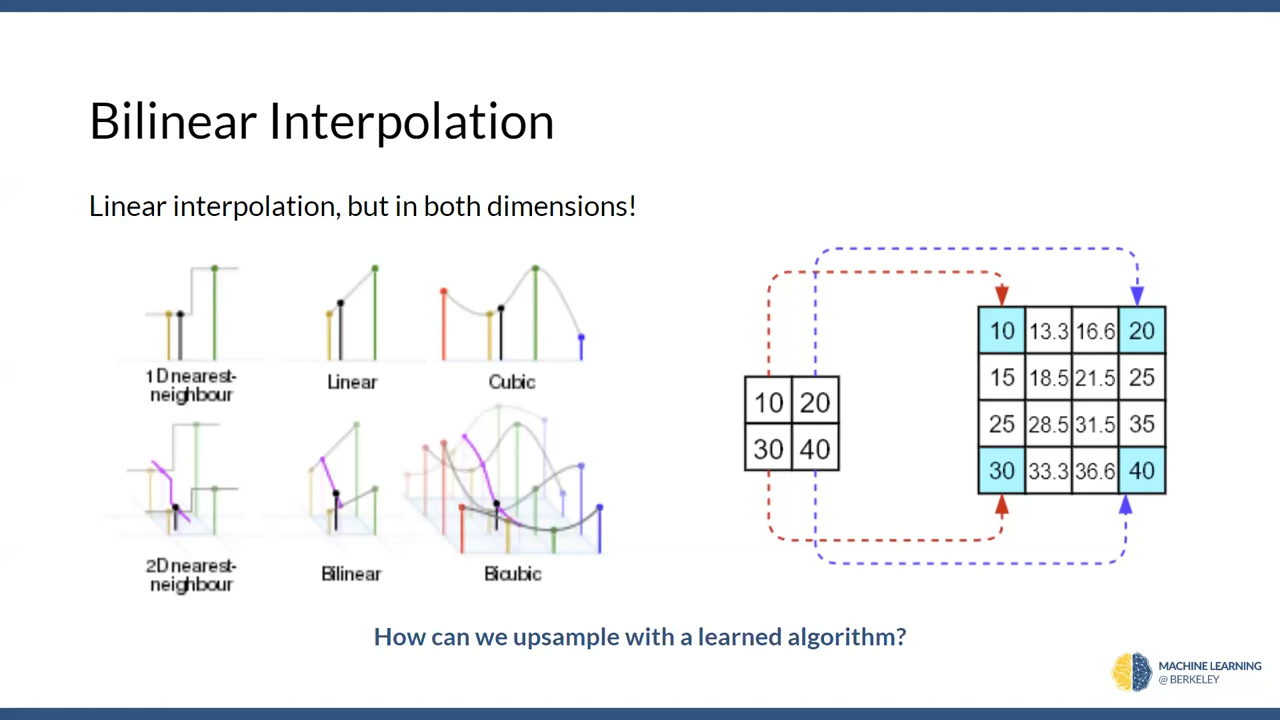 Bilinear Interpolation
Linear interpolation, but in both dimensions!
1D nearest-
neighbour
Linear
Cubic
2D nearest-
neighbour
Bilinear
Bicubic
10 20
30 40
10 13.3 16.6 20
15 18.5 21.5 25
25 28.5 31.5 35
30 33.3 36.6 40
How can we upsample with a learned algorithm?
MACHINE LEARNING
@ BERKELEY